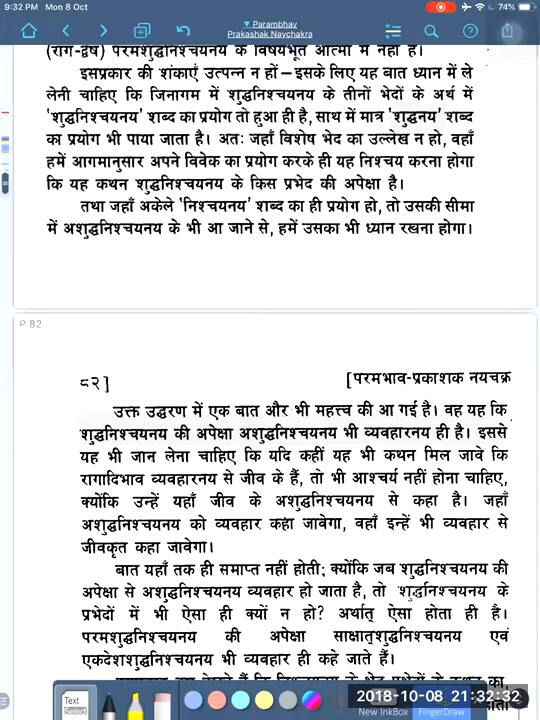 9:32 PM Mon 8 Oct
74%
Parambhav
Prakashak Naychakra
(राग-द्वेष) परमशुद्धनिश्चयनय के विषयभूत आत्मा में नहीं है।
इसप्रकार की शंकाएँ उत्पन्न न हों – इसके लिए यह बात ध्यान में ले
लेनी चाहिए कि जिनागम में शुद्धनिश्चयनय के तीनों भेदों के अर्थ में
'शुद्धनिश्चयनय' शब्द का प्रयोग तो हुआ ही है, साथ में मात्र 'शुद्धनय' शब्द
का प्रयोग भी पाया जाता है। अतः जहाँ विशेष भेद का उल्लेख न हो, वहाँ
हमें आगमानुसार अपने विवेक का प्रयोग करके ही यह निश्चय करना होगा
कि यह कथन शुद्धनिश्चयनय के किस प्रभेद की अपेक्षा है।
तथा जहाँ अकेले 'निश्चयनय' शब्द का ही प्रयोग हो, तो उसकी सीमा
में अशुद्धनिश्चयनय के भी आ जाने से, हमें उसका भी ध्यान रखना होगा।
P 82
८२] [परमभाव-प्रकाशक नयचक्र
उक्त उद्धरण में एक बात और भी महत्त्व की आ गई है। वह यह कि
शुद्धनिश्चयनय की अपेक्षा अशुद्धनिश्चयनय भी व्यवहारनय ही है। इससे
यह भी जान लेना चाहिए कि यदि कहीं यह भी कथन मिल जावे कि
रागादिभाव व्यवहारनय से जीव के हैं, तो भी आश्चर्य नहीं होना चाहिए,
क्योंकि उन्हें यहाँ जीव के अशुद्धनिश्चयनय से कहा है। जहाँ
अशुद्धनिश्चयनय को व्यवहार कहा जावेगा, वहाँ इन्हें भी व्यवहार से
जीवकृत कहा जावेगा।
बात यहाँ तक ही समाप्त नहीं होती; क्योंकि जब शुद्धनिश्चयनय की
अपेक्षा से अशुद्धनिश्चयनय व्यवहार हो जाता है, तो शुद्धनिश्चयनय के
प्रभेदों में भी ऐसा ही क्यों न हो? अर्थात् ऐसा होता ही है।
परमशुद्धनिश्चयनय की अपेक्षा साक्षात्शुद्धनिश्चयनय एवं
एकदेशशुद्धनिश्चयनय भी व्यवहार ही कहे जाते हैं।
Text
Select
2018-10-08 21:32:32
New InkBox FingerDraw